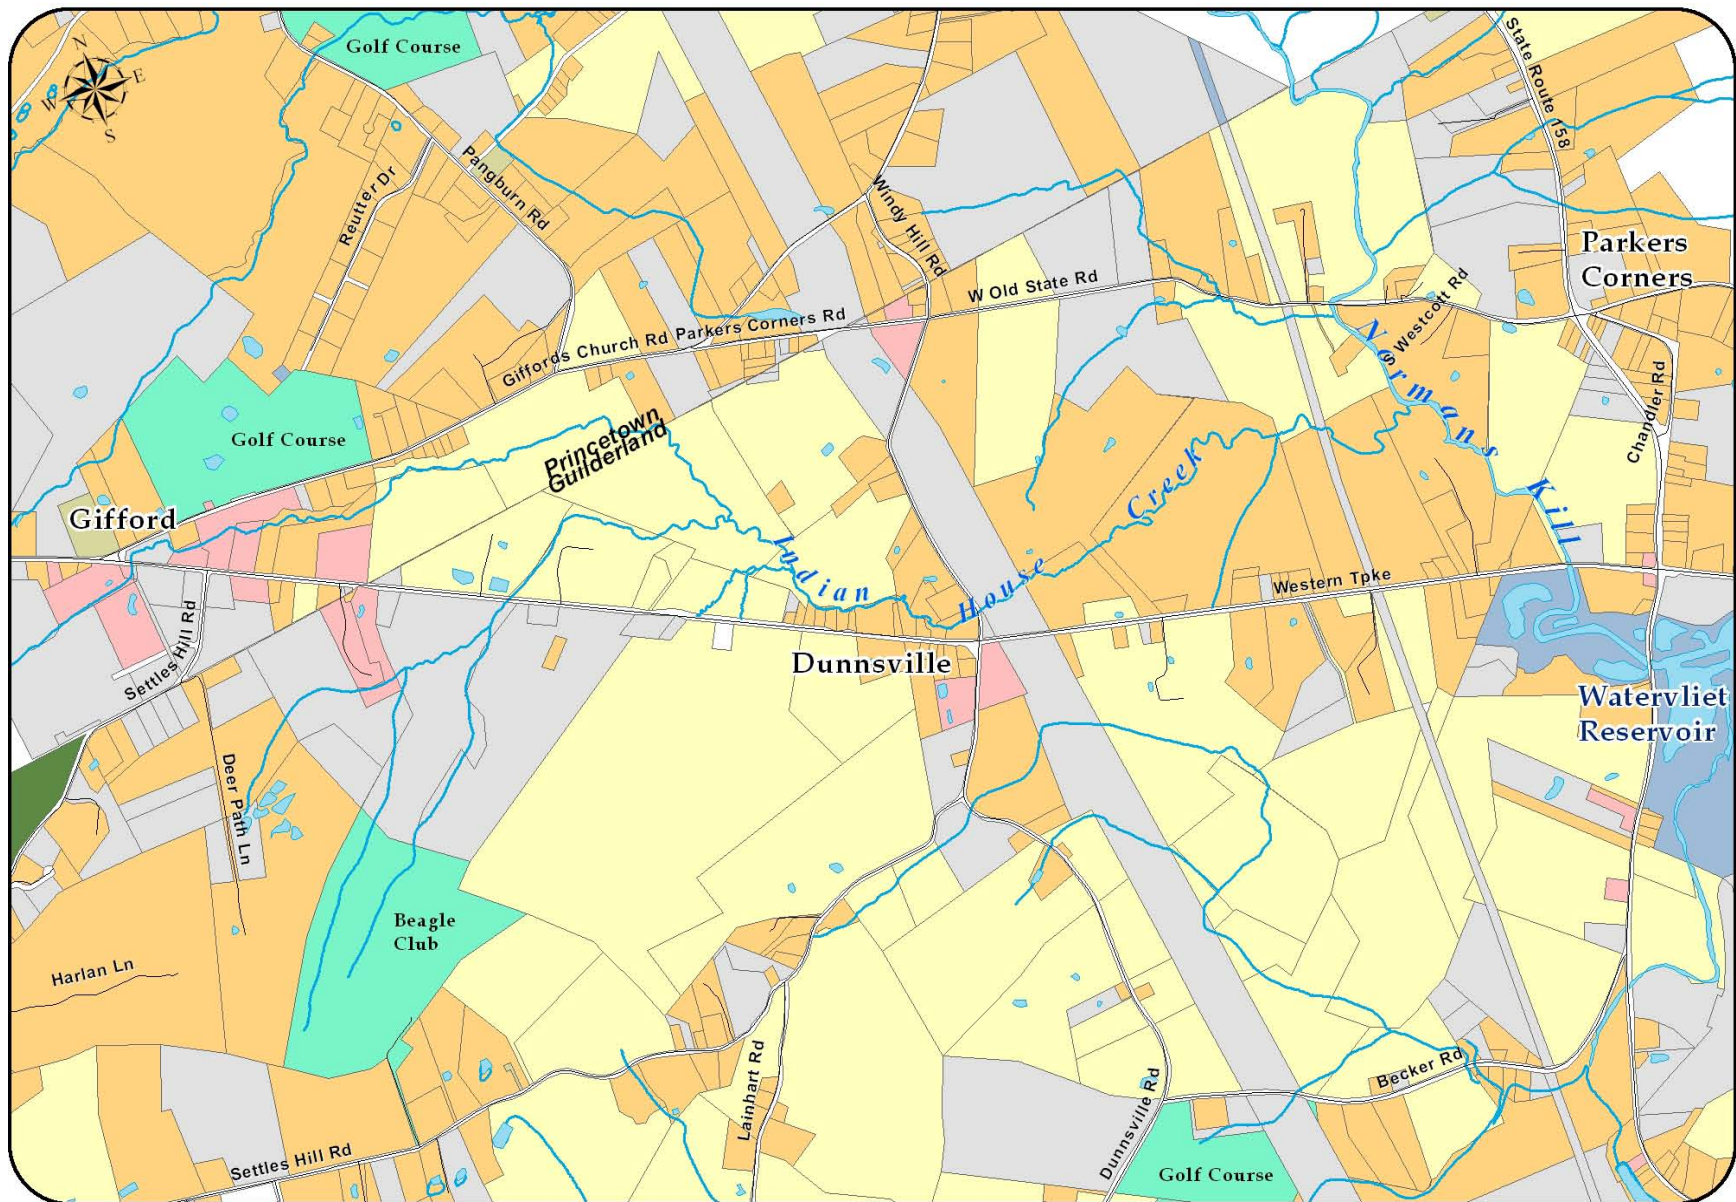 Golf Course
N
E
W
S
State Route 158
Pangburn Rd
Reutter Dr
Windy Hill Rd
Parkers
Corners
W Old State Rd
S Westcott Rd
Giffords Church Rd
Parkers Corners Rd
Normans Kill
Chandler Rd
Golf Course
Princetown
Guilderland
Gifford
Indian House Creek
Western Tpke
Settles Hill Rd
Dunnsville
Watervliet
Reservoir
Deer Path Ln
Beagle
Club
Harlan Ln
Lainhart Rd
Becker Rd
Dunnsville Rd
Settles Hill Rd
Golf Course